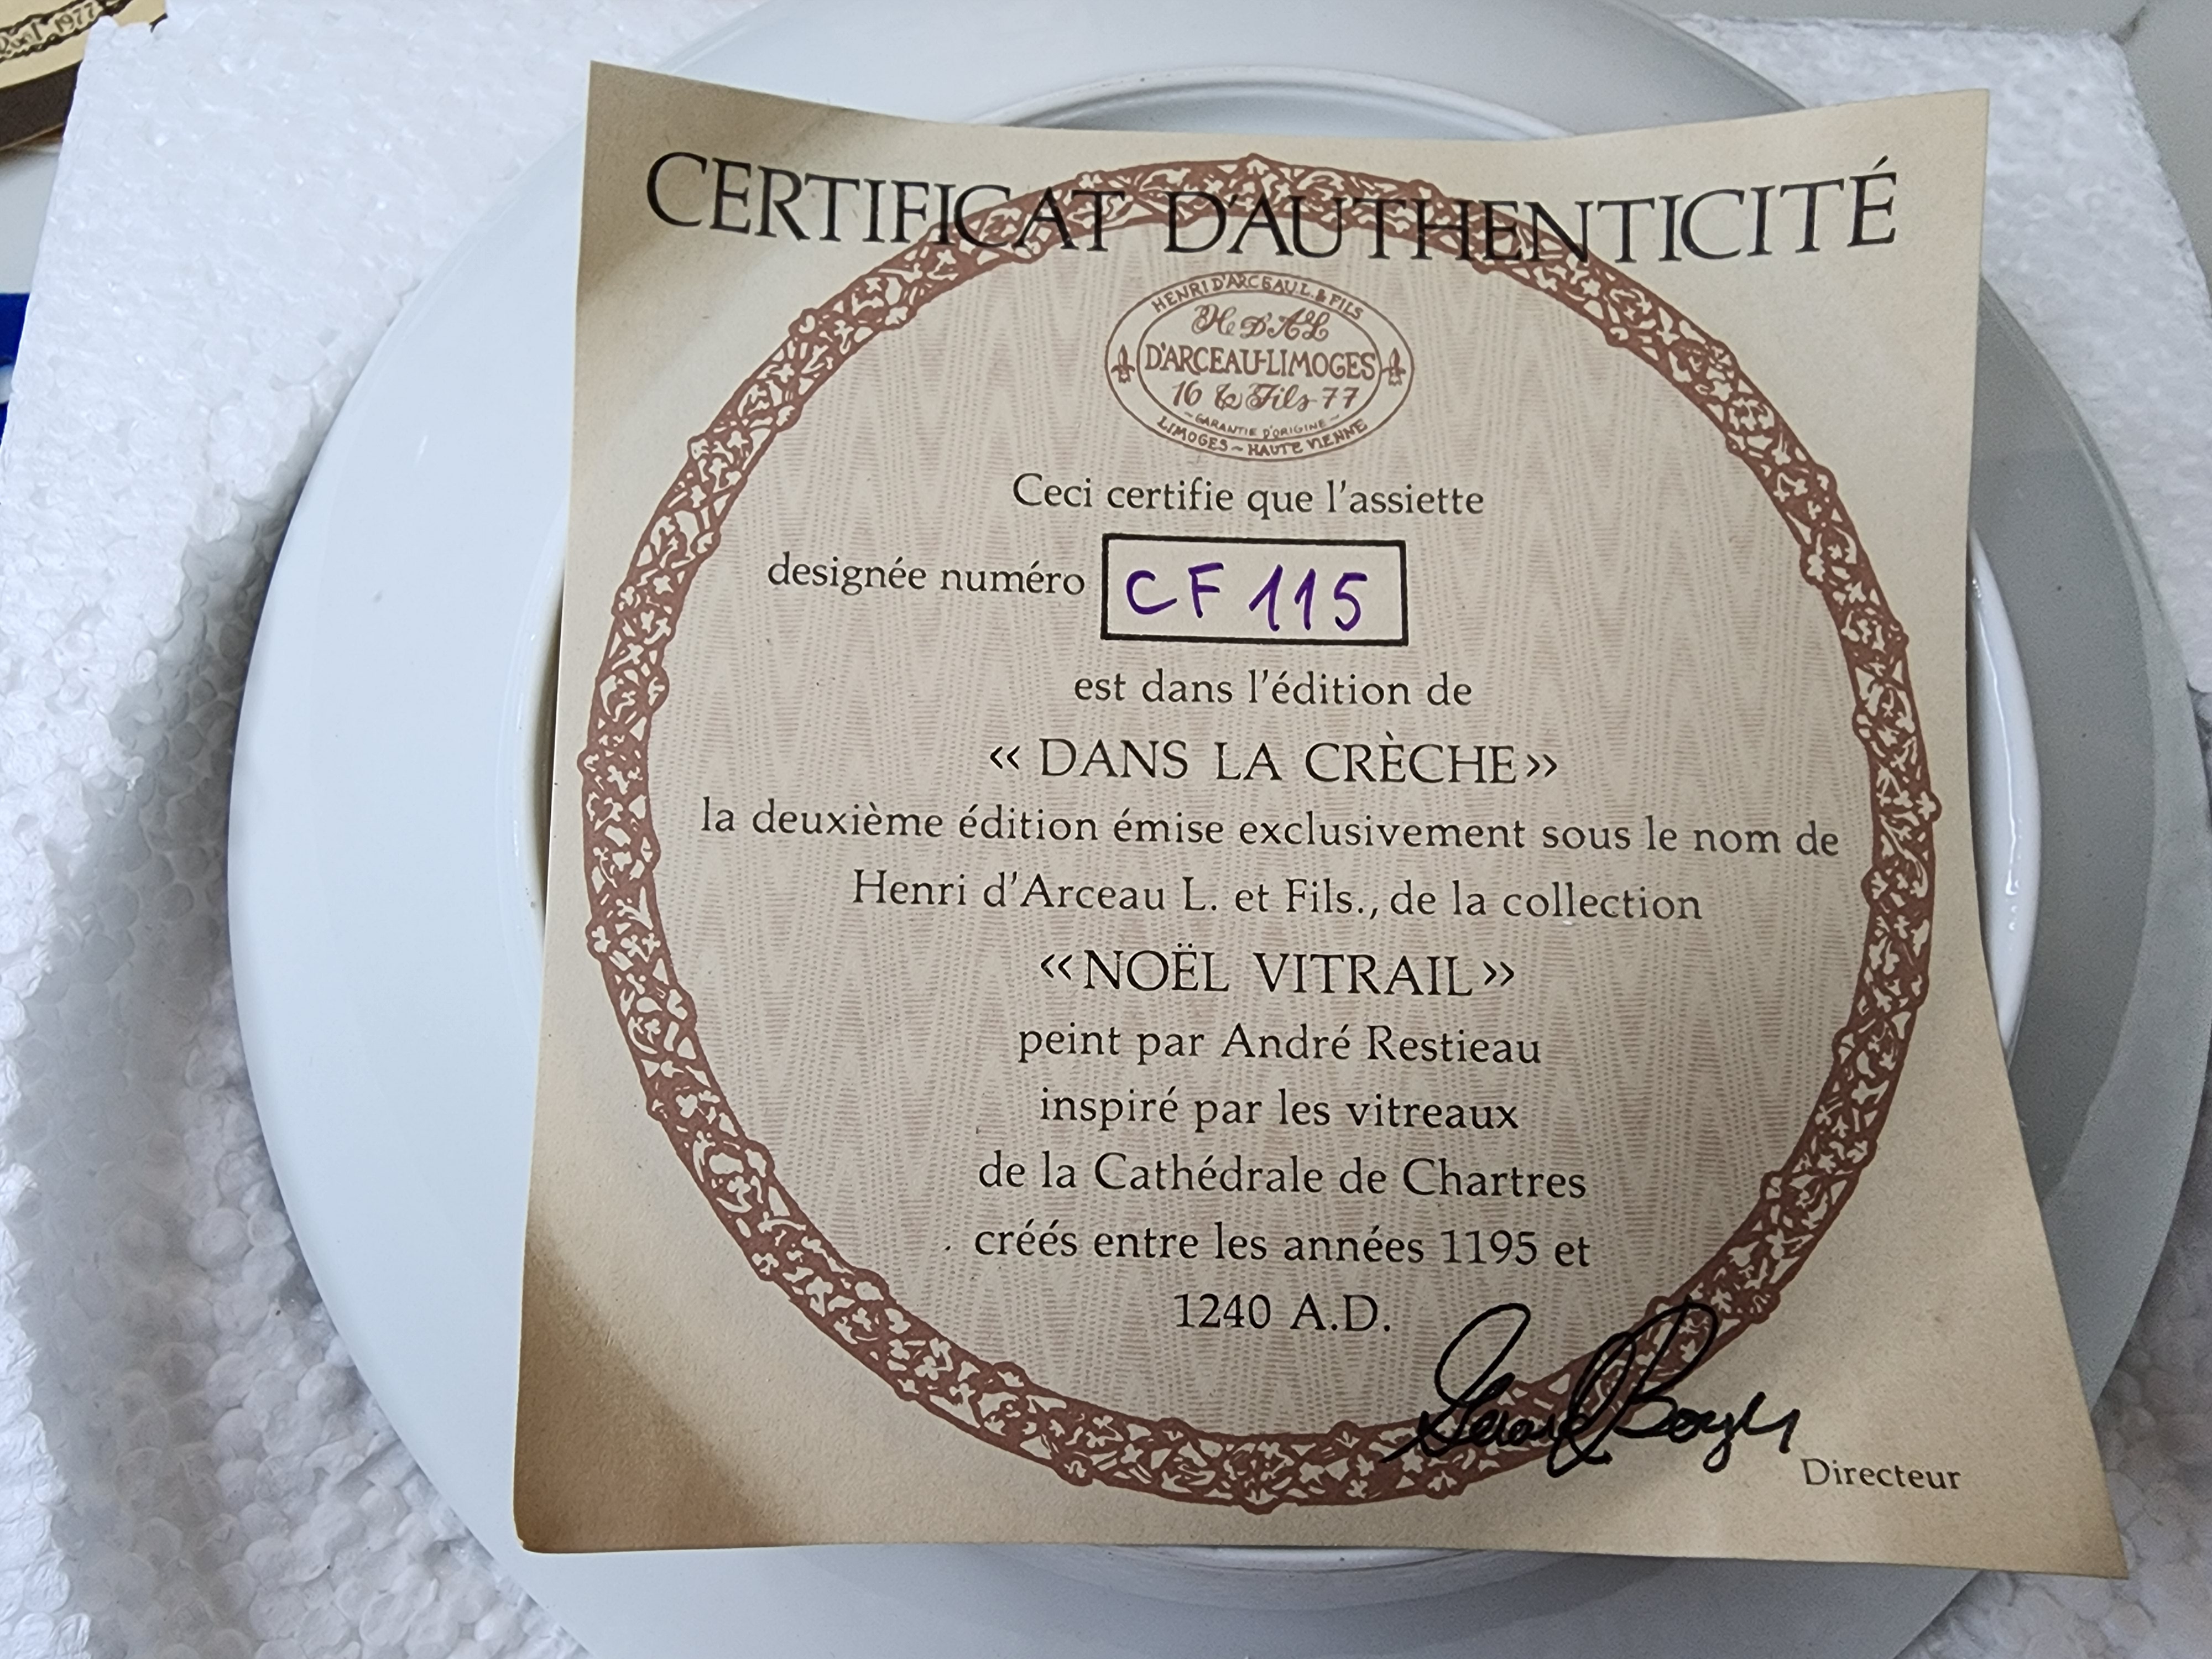 1977
CERTIFICAT D'AUTHENTICITÉ
HENRI D'ARCEAU L. & FILS
H D'AL
D'ARCEAU-LIMOGES
16 & Fils 77
~ GARANTIE D'ORIGINE ~
LIMOGES ~ HAUTE VIENNE
Ceci certifie que l'assiette
designée numéro CF 115
est dans l'édition de
<< DANS LA CRÈCHE >>
la deuxième édition émise exclusivement sous le nom de
Henri d'Arceau L. et Fils., de la collection
<< NOËL VITRAIL >>
peint par André Restieau
inspiré par les vitreaux
de la Cathédrale de Chartres
créés entre les années 1195 et
1240 A.D.
Directeur